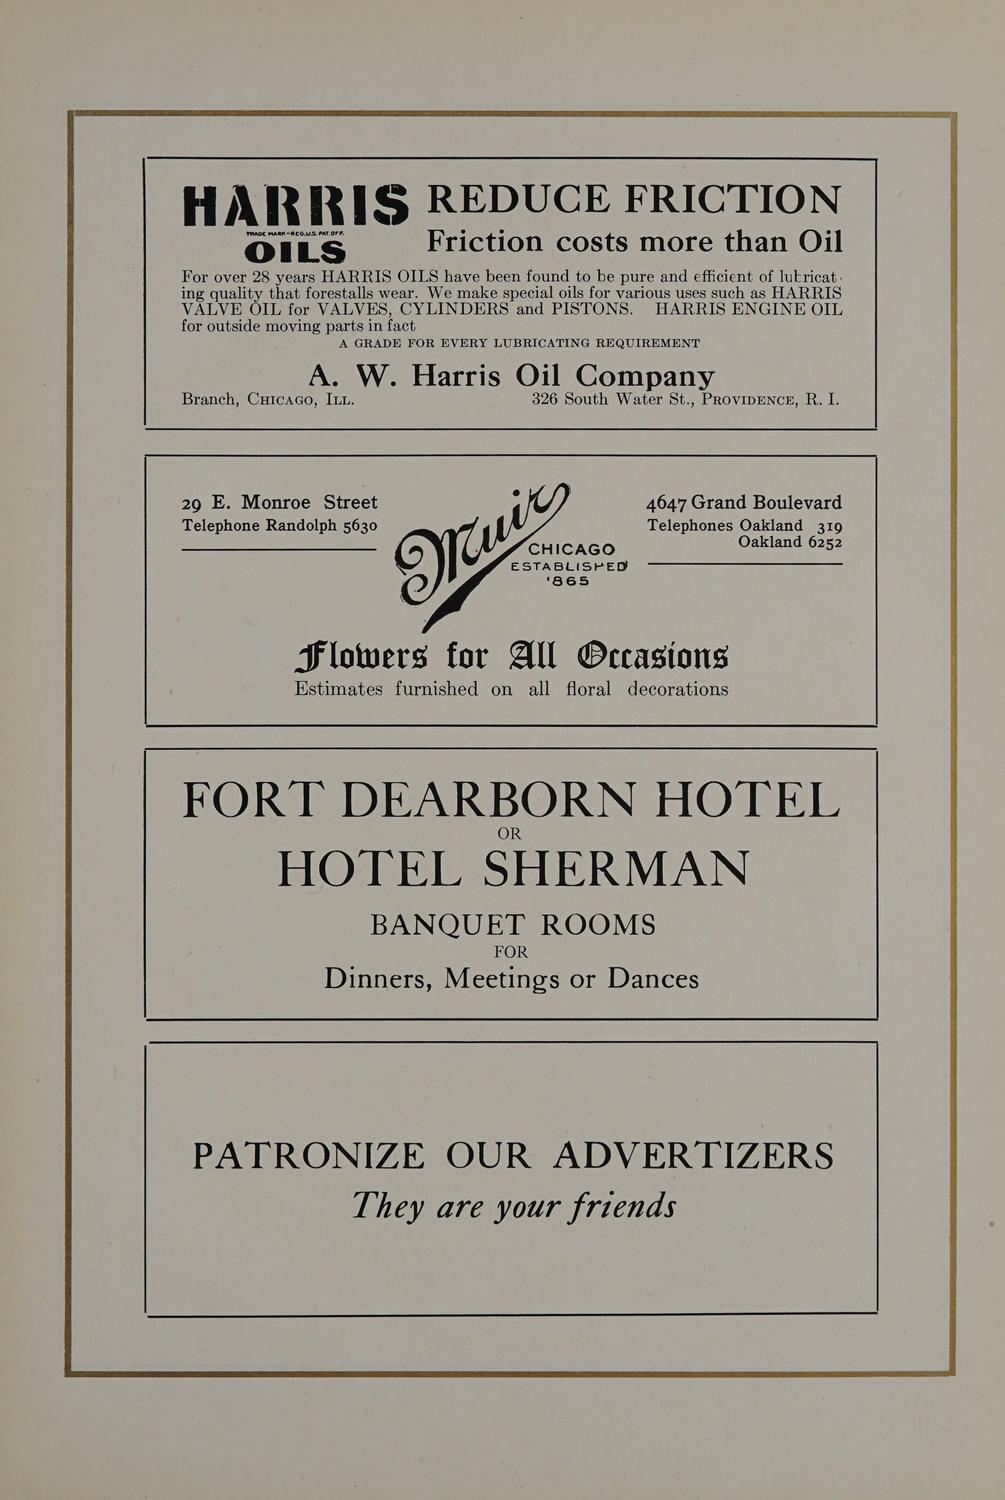 HARRIS REDUCE FRICTION
TRADE MARK-REG.U.S. PAT.OFF.
OILS Friction costs more than Oil
For over 28 years HARRIS OILS have been found to be pure and efficient of lubricat-
ing quality that forestalls wear. We make special oils for various uses such as HARRIS
VALVE OIL for VALVES, CYLINDERS and PISTONS. HARRIS ENGINE OIL
for outside moving parts in fact
A GRADE FOR EVERY LUBRICATING REQUIREMENT
A. W. Harris Oil Company
Branch, CHICAGO, ILL. 326 South Water St., PROVIDENCE, R. I.
29 E. Monroe Street
Telephone Randolph 5630
Muir
CHICAGO
ESTABLISHED
'865
4647 Grand Boulevard
Telephones Oakland 319
Oakland 6252
Flowers for All Occasions
Estimates furnished on all floral decorations
FORT DEARBORN HOTEL
OR
HOTEL SHERMAN
BANQUET ROOMS
FOR
Dinners, Meetings or Dances
PATRONIZE OUR ADVERTIZERS
They are your friends